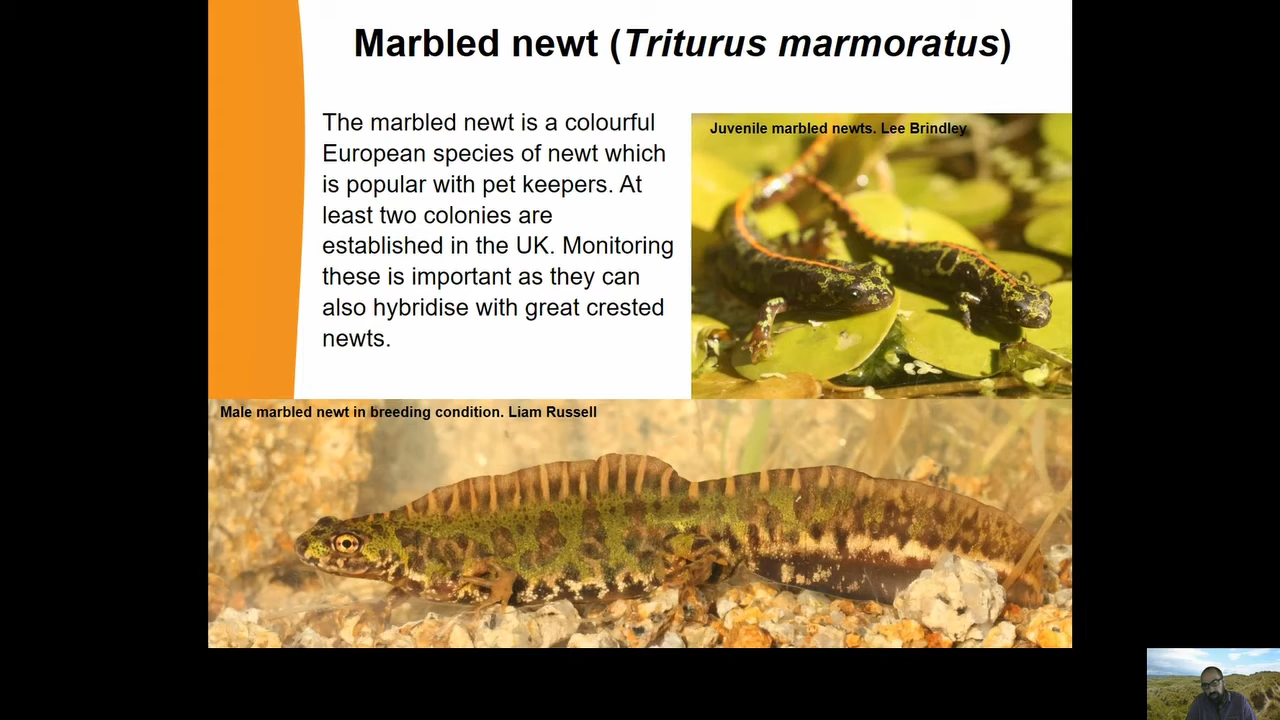 Marbled newt (Triturus marmoratus)
The marbled newt is a colourful
European species of newt which
is popular with pet keepers. At
least two colonies are
established in the UK. Monitoring
these is important as they can
also hybridise with great crested
newts.
Juvenile marbled newts. Lee Brindley
Male marbled newt in breeding condition. Liam Russell